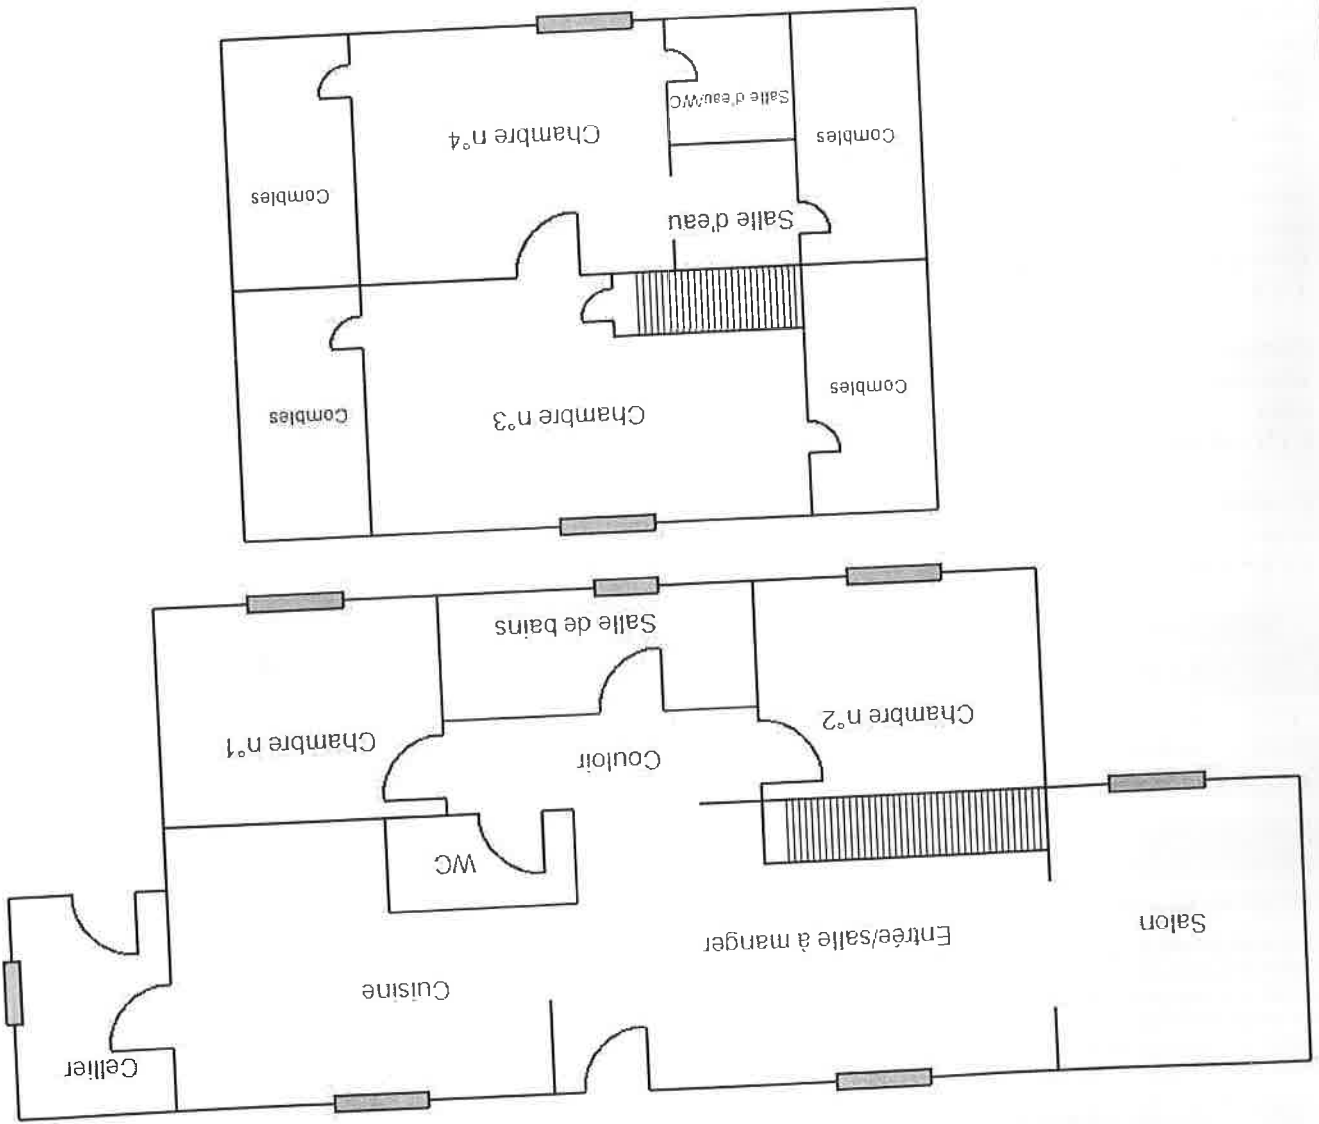 Cellier
Salon
Entrée/salle à manger
Cuisine
WC
Chambre n°2
Couloir
Chambre n°1
Salle de bains
Combles
Chambre n°3
Combles
Salle d'eau
Combles
Combles
Chambre n°4
Salle d'eau/WC